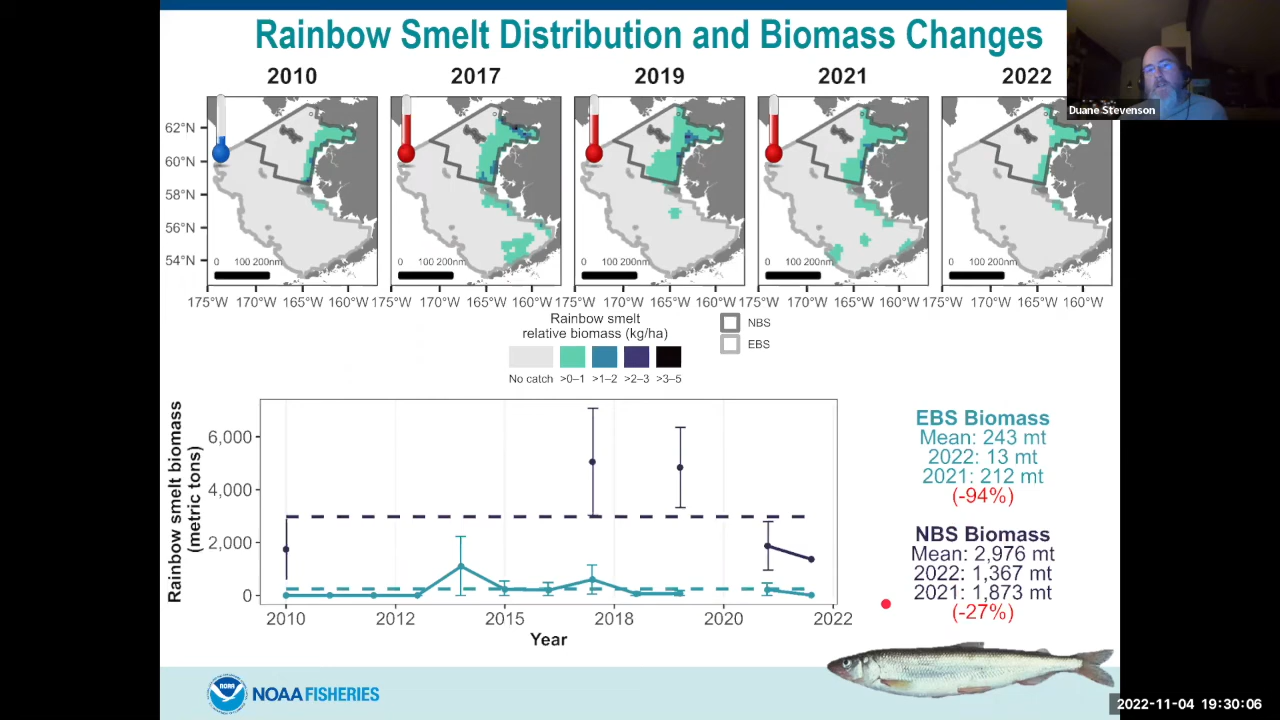 Rainbow Smelt Distribution and Biomass Changes
2010 2017 2019 2021 2022
Duane Stevenson
62°N
60°N
58°N
56°N
54°N
0 100 200nm 0 100 200nm 0 100 200nm 0 100 200nm 0 100 200nm
175°W 170°W 165°W 160°W 175°W 170°W 165°W 160°W 175°W 170°W 165°W 160°W 175°W 170°W 165°W 160°W 175°W 170°W 165°W 160°W
Rainbow smelt
relative biomass (kg/ha)
No catch >0–1 >1–2 >2–3 >3–5
NBS
EBS
Rainbow smelt biomass
(metric tons)
6,000
4,000
2,000
0
2010 2012 2015 2018 2020 2022
Year
EBS Biomass
Mean: 243 mt
2022: 13 mt
2021: 212 mt
(-94%)
NBS Biomass
Mean: 2,976 mt
2022: 1,367 mt
2021: 1,873 mt
(-27%)
NOAA
NOAA FISHERIES
2022-11-04 19:30:06